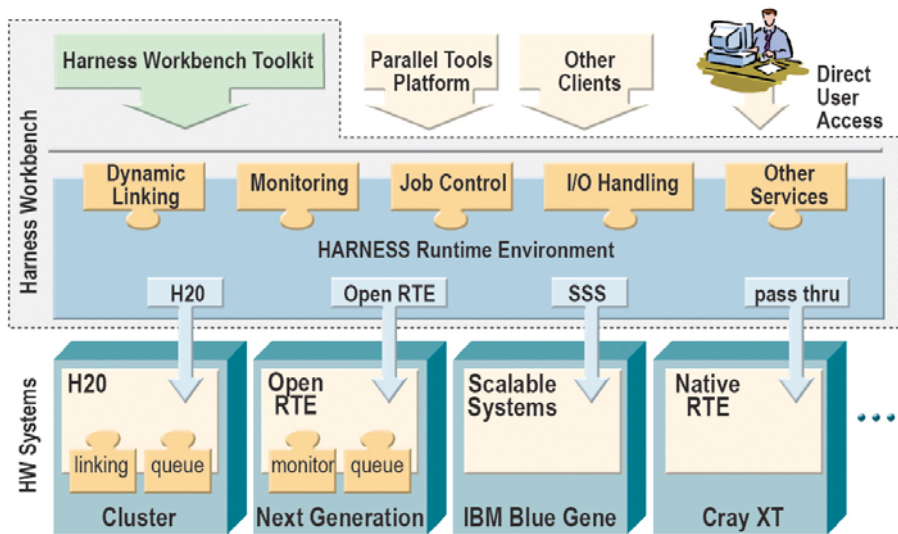 Harness Workbench Toolkit
Parallel Tools
Platform
Other
Clients
Direct
User
Access
Harness Workbench
Dynamic
Linking
Monitoring
Job Control
I/O Handling
Other
Services
HARNESS Runtime Environment
H20
Open RTE
SSS
pass thru
HW Systems
H20
linking
queue
Cluster
Open
RTE
monitor
queue
Next Generation
Scalable
Systems
IBM Blue Gene
Native
RTE
Cray XT